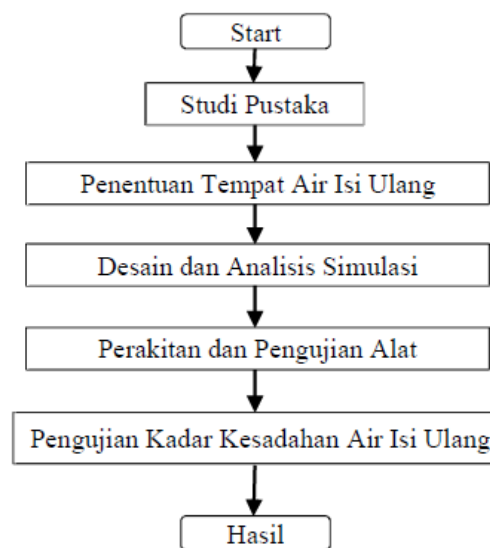 Start
Studi Pustaka
Penentuan Tempat Air Isi Ulang
Desain dan Analisis Simulasi
Perakitan dan Pengujian Alat
Pengujian Kadar Kesadahan Air Isi Ulang
Hasil